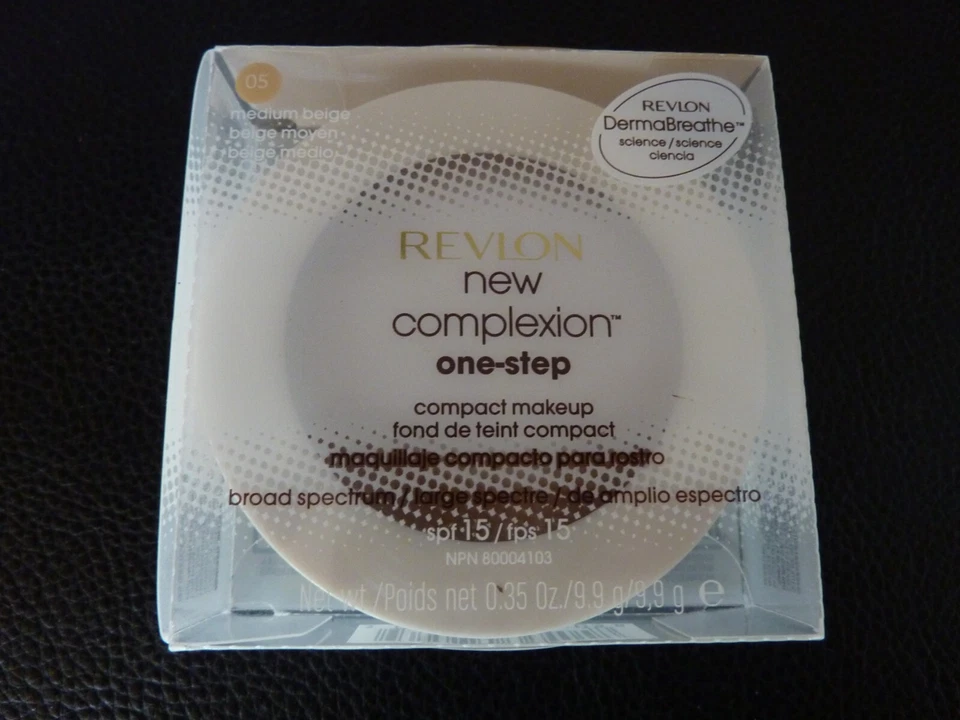 05
medium beige
beige moyen
beige medio
REVLON
DermaBreathe™
science / science
ciencia
REVLON
new
complexion™
one-step
compact makeup
fond de teint compact
maquillaje compacto para rostro
broad spectrum / large spectre / de amplio espectro
spf 15 / fps 15
NPN 80004103
Net wt /Poids net 0.35 Oz./9.9 g/9,9 g e